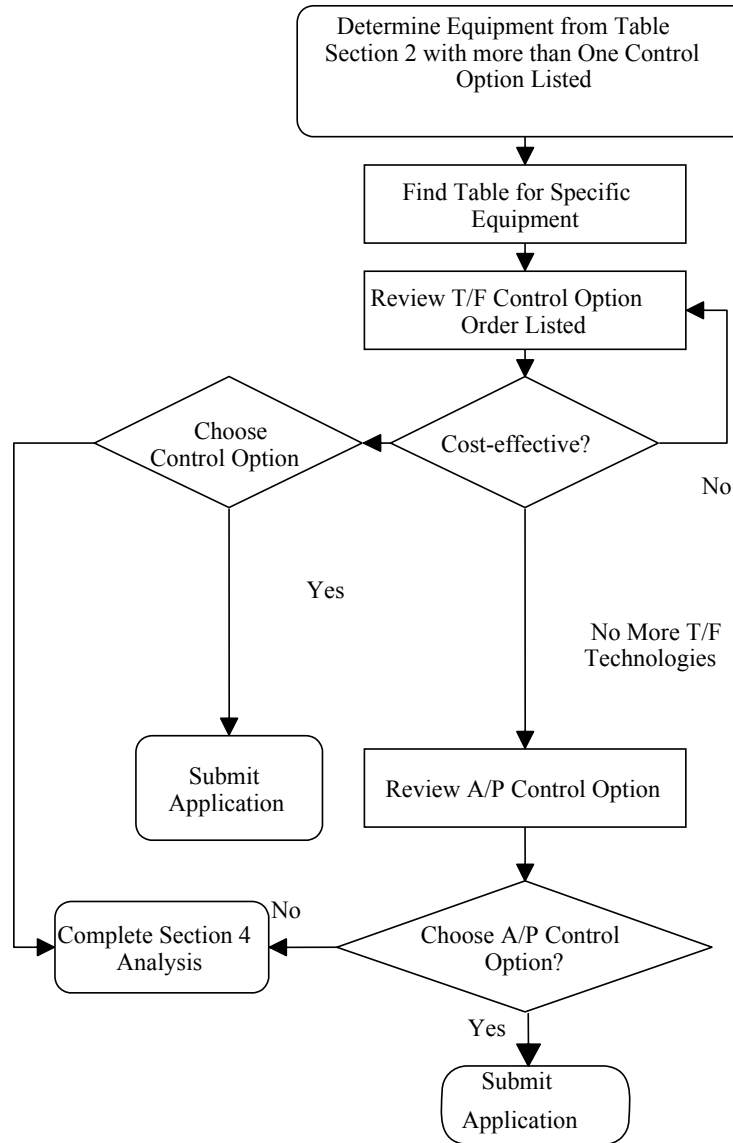 Determine Equipment from Table
Section 2 with more than One Control
Option Listed
Find Table for Specific
Equipment
Review T/F Control Option
Order Listed
Choose
Control Option
Cost-effective?
No
Yes
No More T/F
Technologies
Submit
Application
Review A/P Control Option
Complete Section 4
Analysis
No
Choose A/P Control
Option?
Yes
Submit
Application